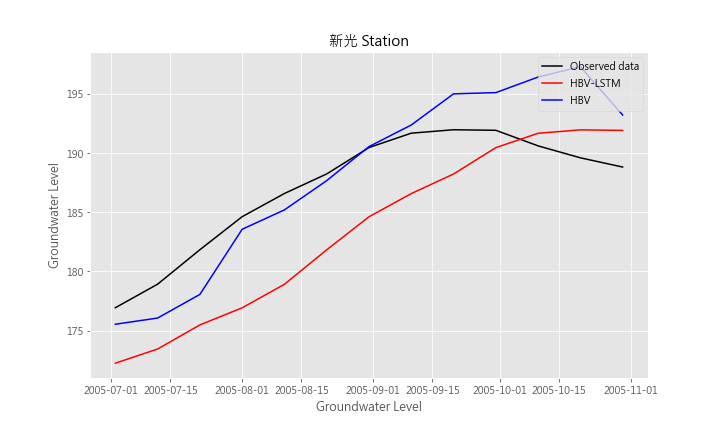 新光 Station
Observed data
HBV-LSTM
HBV
195
190
185
180
175
Groundwater Level
2005-07-01 2005-07-15 2005-08-01 2005-08-15 2005-09-01 2005-09-15 2005-10-01 2005-10-15 2005-11-01
Groundwater Level